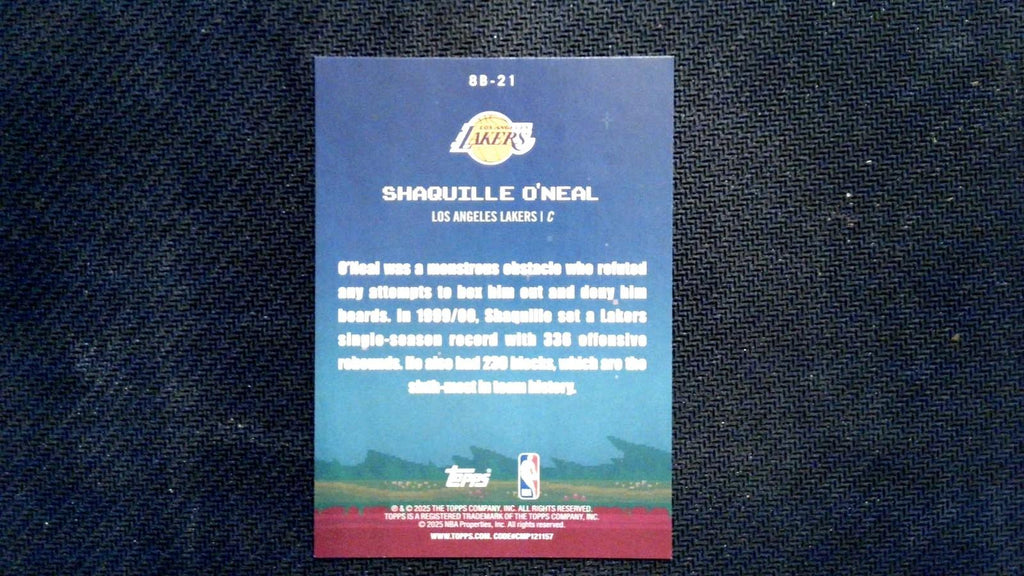 8B-21
LOS ANGELES
LAKERS
SHAQUILLE O'NEAL
LOS ANGELES LAKERS | C
O'Neal was a monstrous obstacle who refuted
any attempts to box him out and deny him
boards. In 1999/00, Shaquille set a Lakers
single-season record with 336 offensive
rebounds. He also had 230 blocks, which are the
sixth-most in team history.
Topps
® & © 2025 THE TOPPS COMPANY, INC. ALL RIGHTS RESERVED.
TOPPS IS A REGISTERED TRADEMARK OF THE TOPPS COMPANY, INC.
© 2025 NBA Properties, Inc. All rights reserved.
WWW.TOPPS.COM. CODE#CMP121157